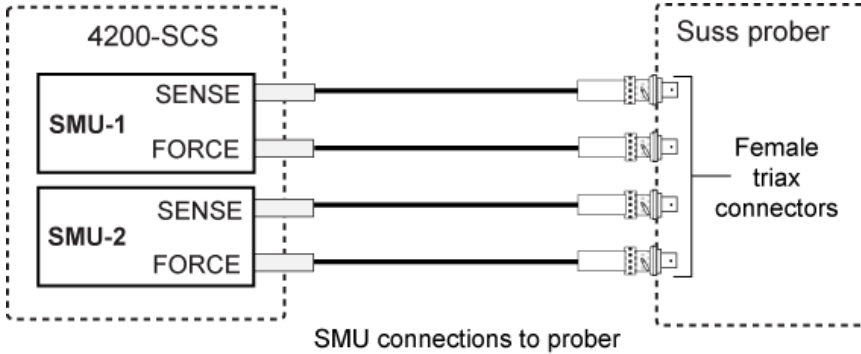 4200-SCS
Suss prober
SMU-1
SENSE
FORCE
SMU-2
SENSE
FORCE
Female
triax
connectors
SMU connections to prober